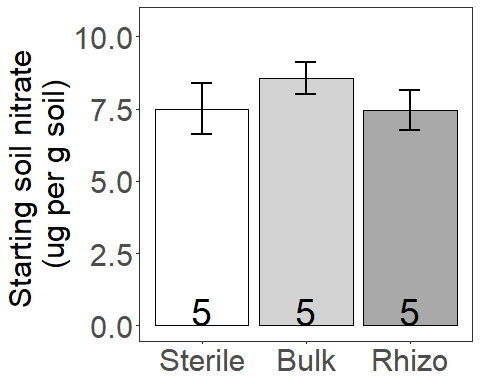 Starting soil nitrate
(ug per g soil)
10.0
7.5
5.0
2.5
0.0
5 5 5
Sterile Bulk Rhizo